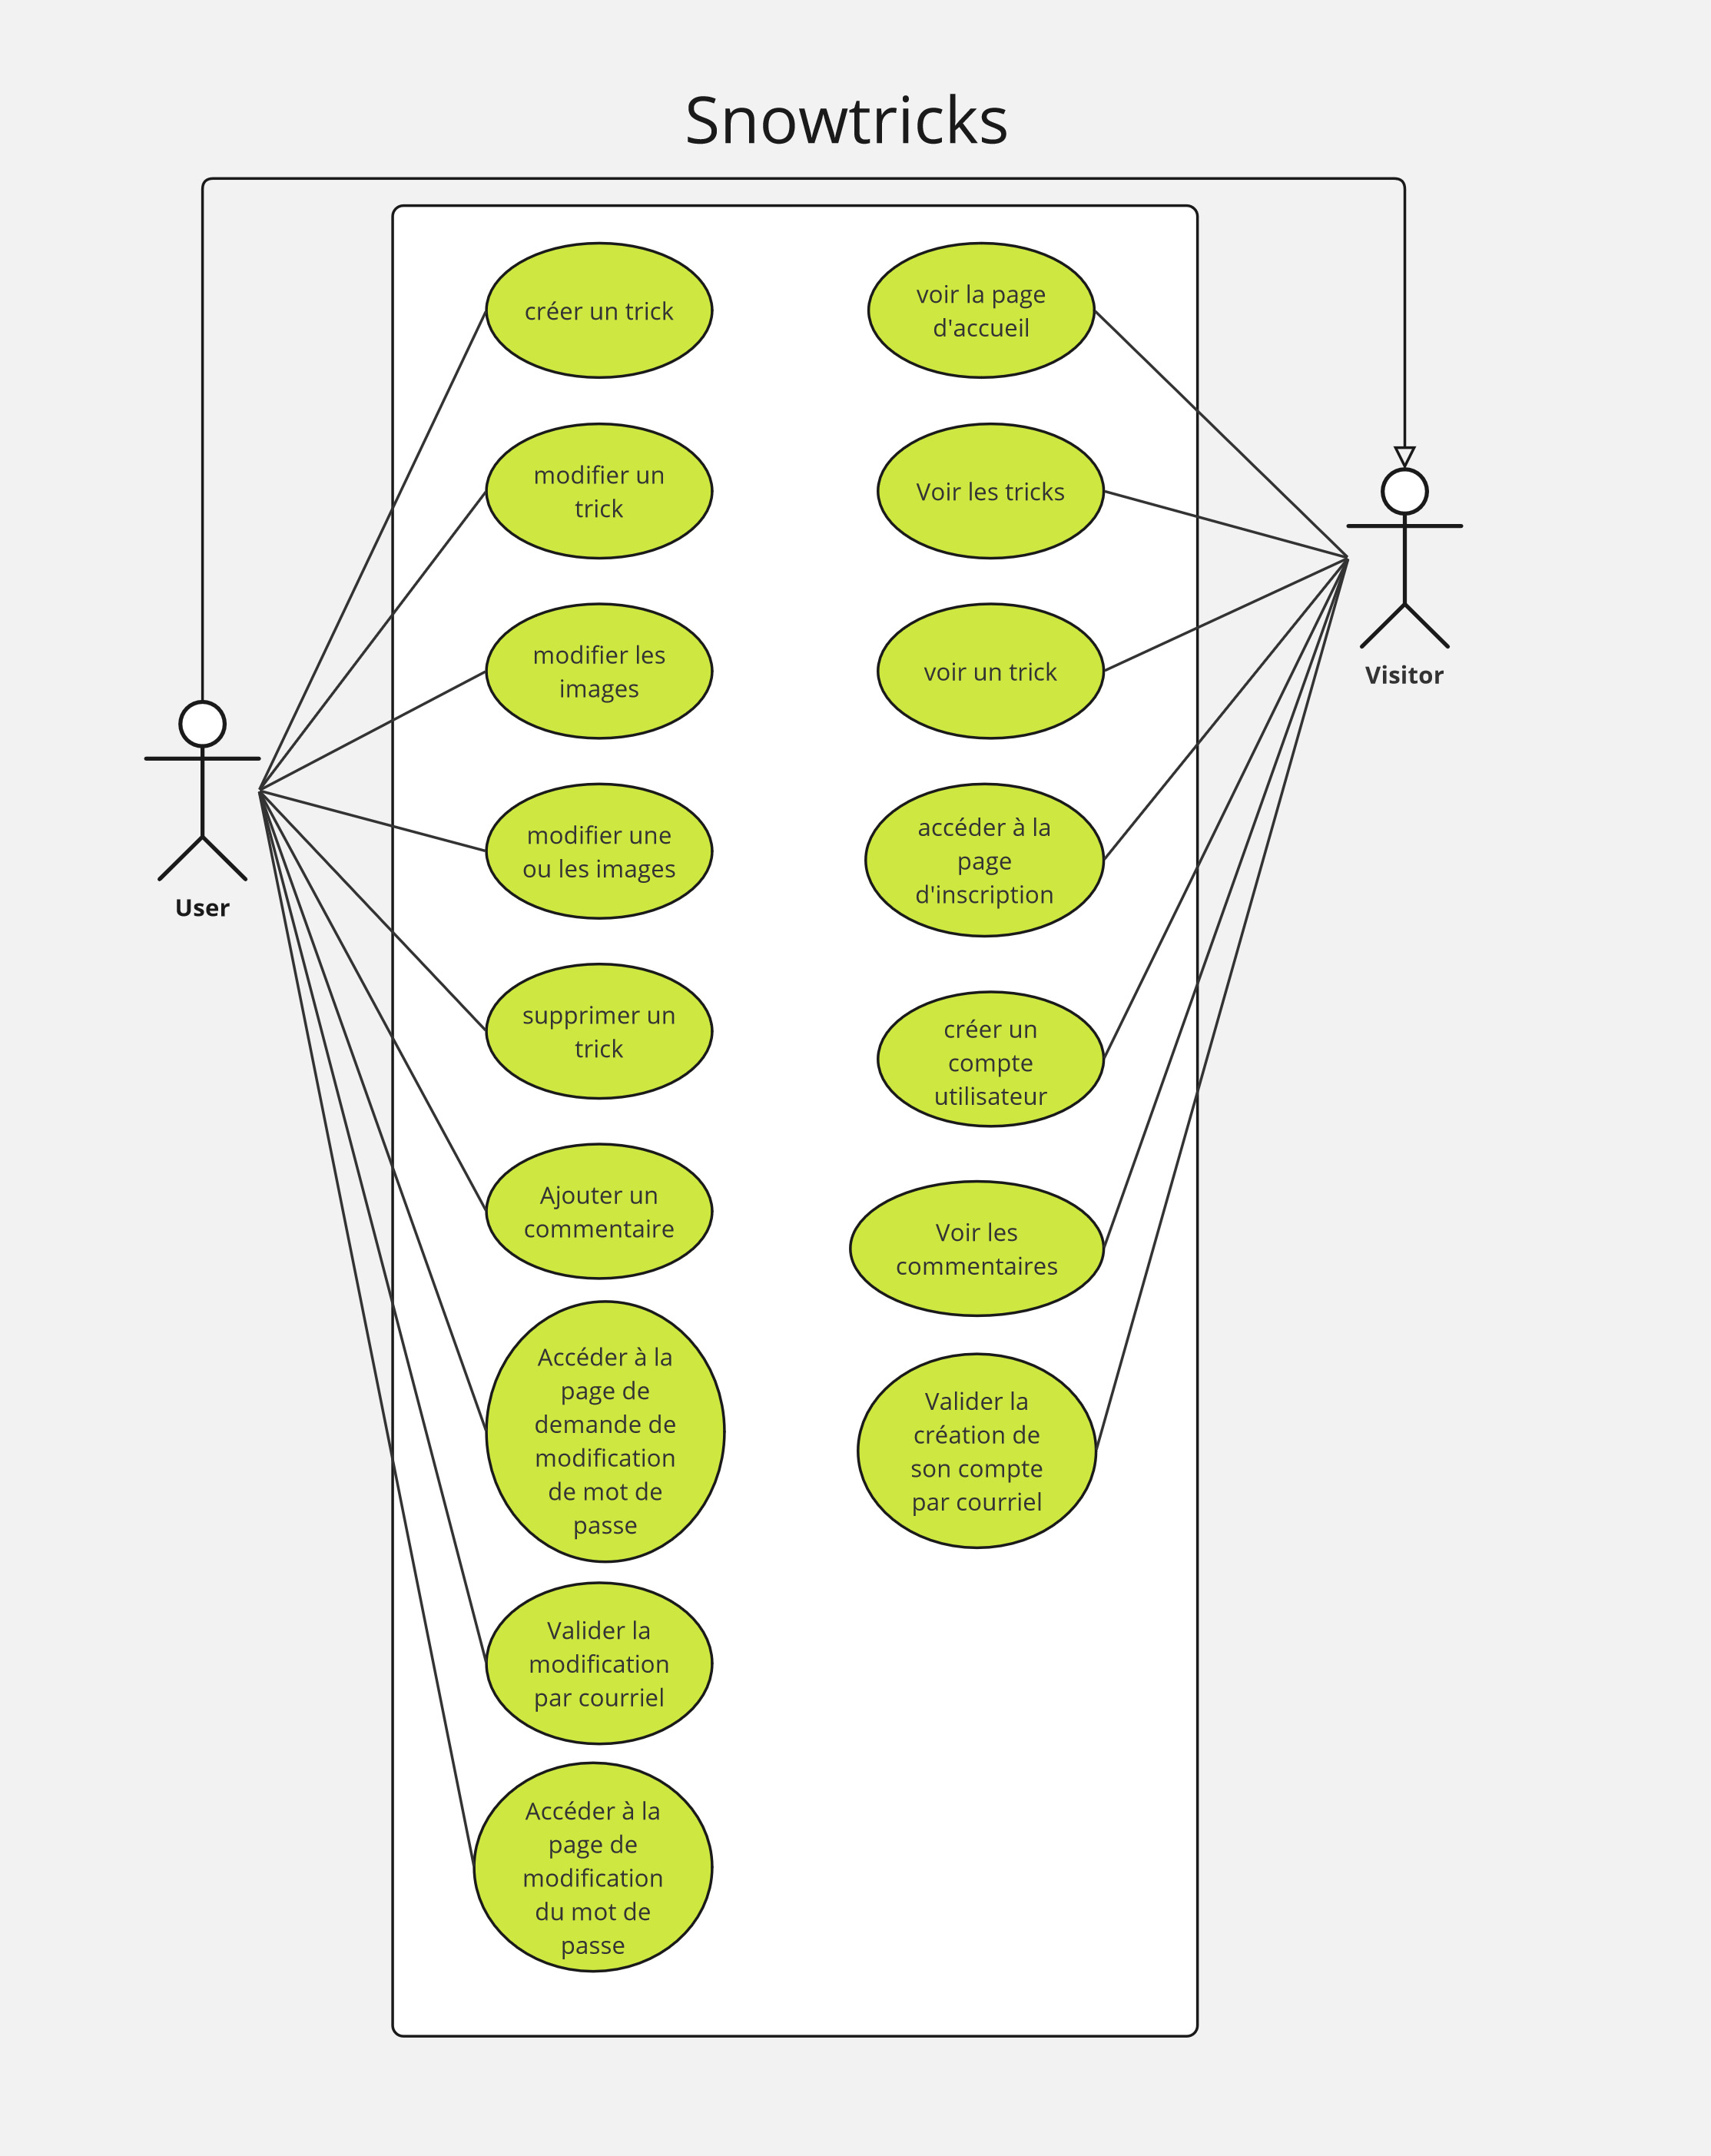 Snowtricks
créer un trick
modifier un
trick
modifier les
images
modifier une
ou les images
supprimer un
trick
Ajouter un
commentaire
Accéder à la
page de
demande de
modification
de mot de
passe
Valider la
modification
par courriel
Accéder à la
page de
modification
du mot de
passe
voir la page
d'accueil
Voir les tricks
voir un trick
accéder à la
page
d'inscription
créer un
compte
utilisateur
Voir les
commentaires
Valider la
création de
son compte
par courriel
User
Visitor